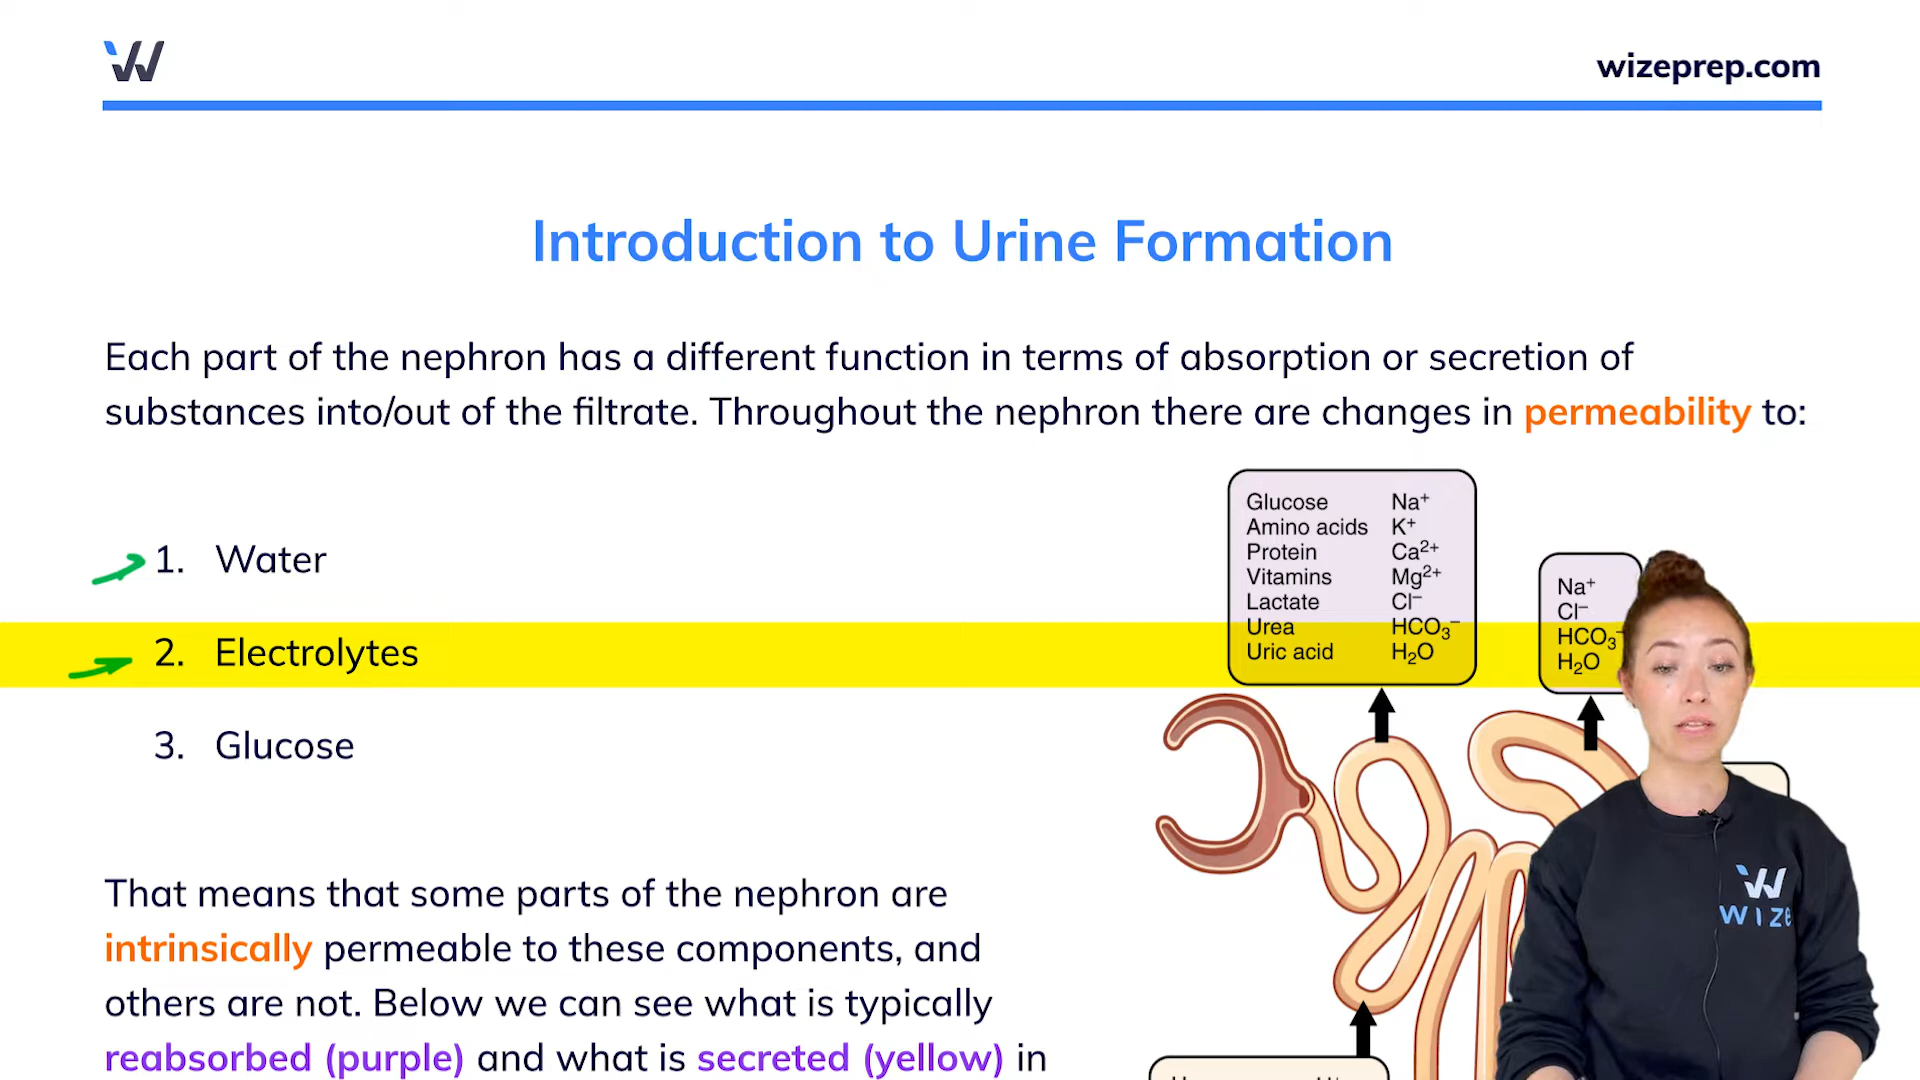 W
wizeprep.com
Introduction to Urine Formation
Each part of the nephron has a different function in terms of absorption or secretion of
substances into/out of the filtrate. Throughout the nephron there are changes in permeability to:
1. Water
2. Electrolytes
3. Glucose
Glucose Na⁺
Amino acids K⁺
Protein Ca²⁺
Vitamins Mg²⁺
Lactate Cl⁻
Urea HCO₃⁻
Uric acid H₂O
Na⁺
Cl⁻
HCO₃⁻
H₂O
That means that some parts of the nephron are
intrinsically permeable to these components, and
others are not. Below we can see what is typically
reabsorbed (purple) and what is secreted (yellow) in
W
WIZE